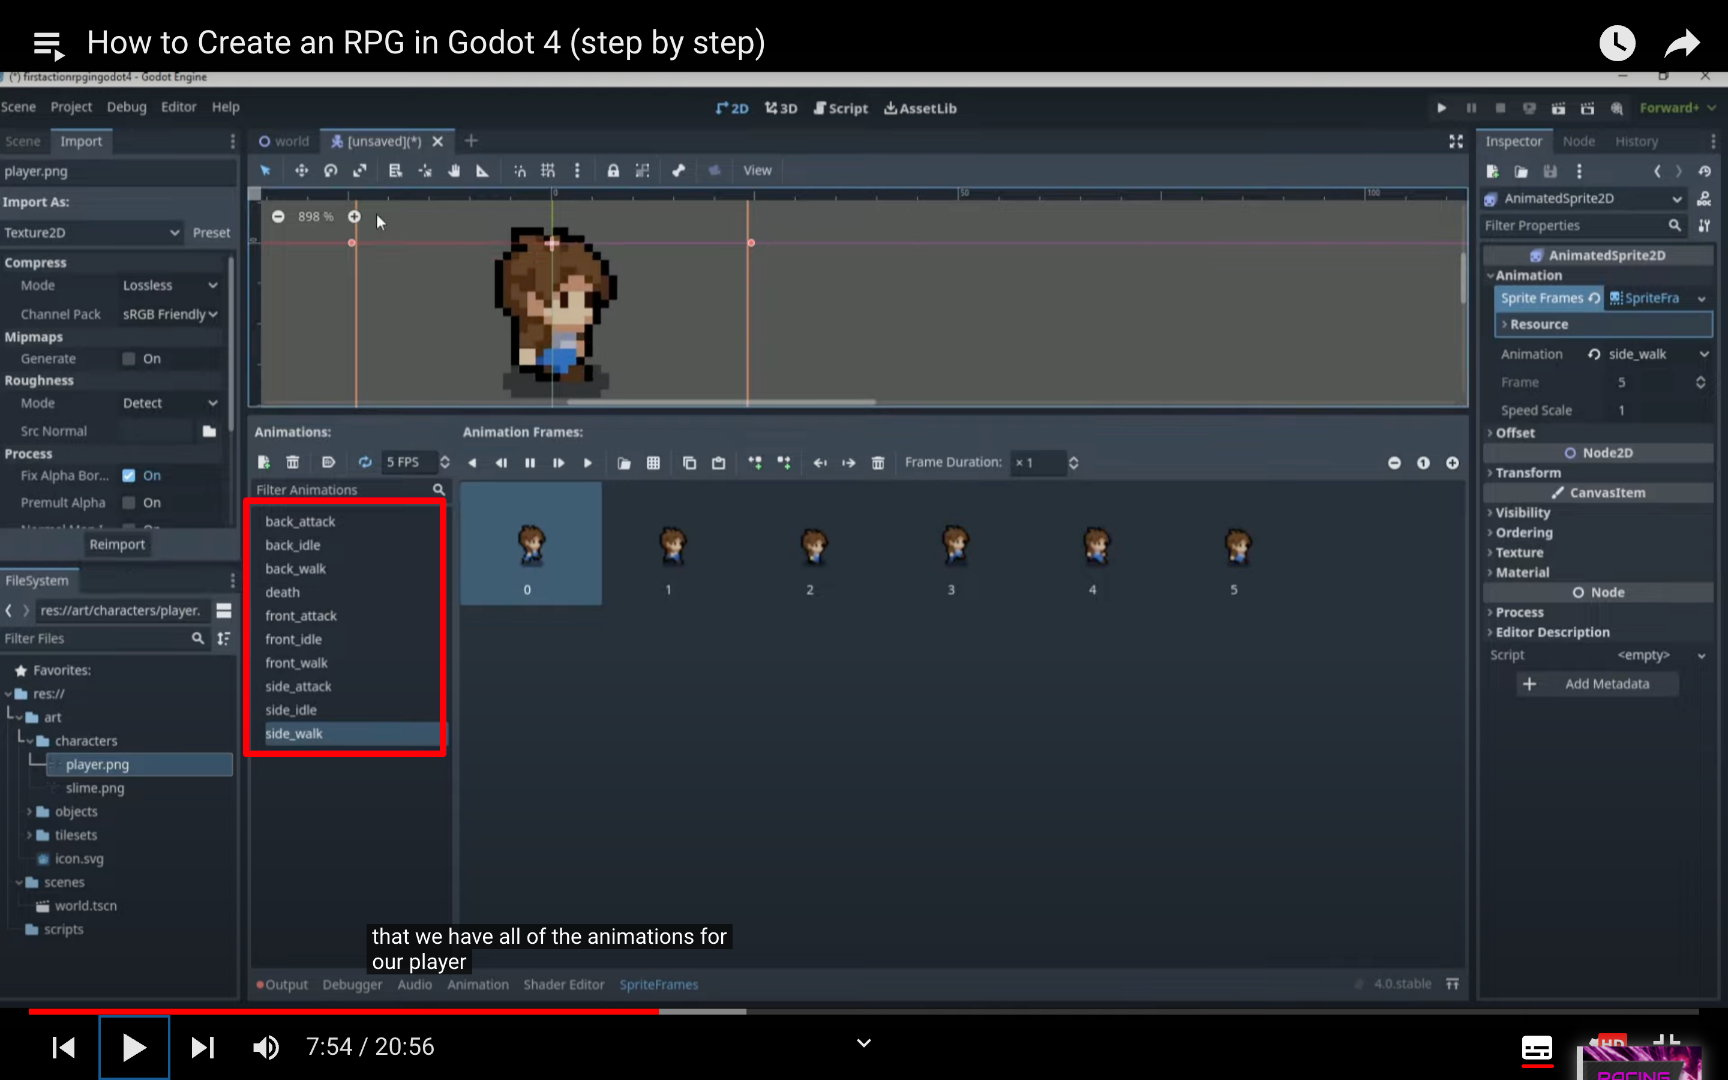 How to Create an RPG in Godot 4 (step by step)
(*) firstactionrpgingodot4 - Godot Engine
Scene Project Debug Editor Help
2D 3D Script AssetLib
Forward+
Scene Import
world [unsaved](*)
Inspector Node History
player.png
View
Import As:
AnimatedSprite2D
Texture2D Preset
898 %
0 50 100
Filter Properties
Compress
AnimatedSprite2D
Mode Lossless
Animation
Sprite Frames SpriteFra
Channel Pack sRGB Friendly
Resource
Mipmaps
Generate On
Animation side_walk
Roughness
Frame 5
Mode Detect
Speed Scale 1
Src Normal
Offset
Animations: Animation Frames:
Process
Node2D
5 FPS
Frame Duration: × 1
Fix Alpha Bor... On
Transform
Filter Animations
CanvasItem
Premult Alpha On
Visibility
back_attack
Ordering
Reimport
back_idle
Texture
back_walk
Material
FileSystem
death
Node
0 1 2 3 4 5
res://art/characters/player.
front_attack
Process
Filter Files
front_idle
Editor Description
front_walk
Script <empty>
Favorites:
side_attack
Add Metadata
res://
side_idle
art
side_walk
characters
player.png
slime.png
objects
tilesets
icon.svg
scenes
world.tscn
scripts
that we have all of the animations for
our player
Output Debugger Audio Animation Shader Editor SpriteFrames
4.0.stable
7:54 / 20:56
HD
RACING